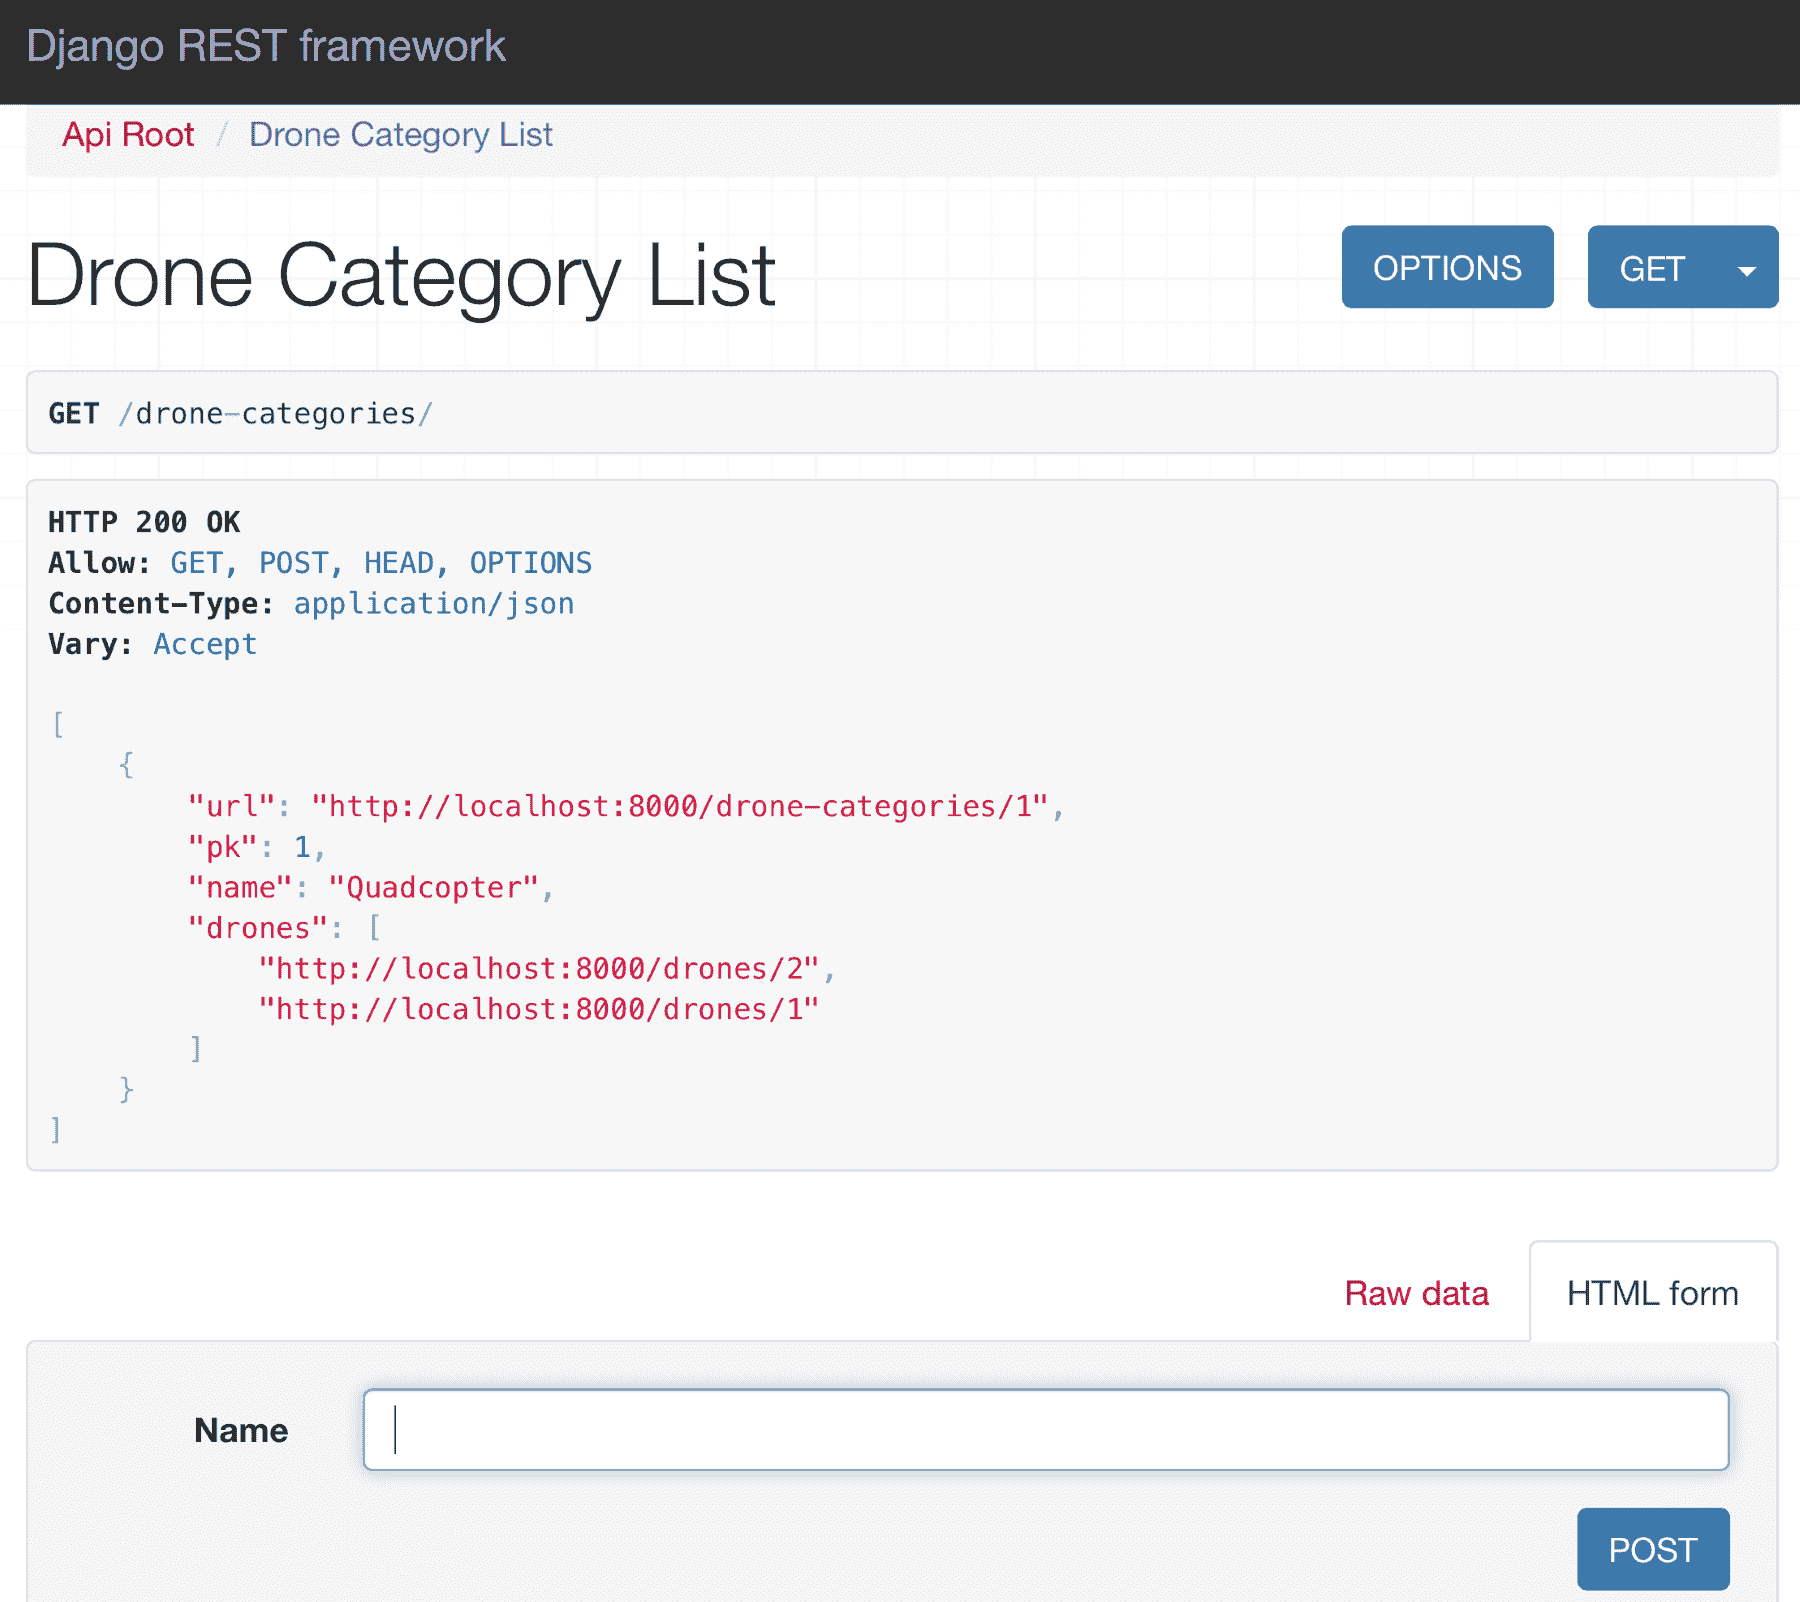 Django REST framework
Api Root / Drone Category List
Drone Category List
OPTIONS
GET
GET /drone-categories/
HTTP 200 OK
Allow: GET, POST, HEAD, OPTIONS
Content-Type: application/json
Vary: Accept
[
    {
        "url": "http://localhost:8000/drone-categories/1",
        "pk": 1,
        "name": "Quadcopter",
        "drones": [
            "http://localhost:8000/drones/2",
            "http://localhost:8000/drones/1"
        ]
    }
]
Raw data
HTML form
Name
POST